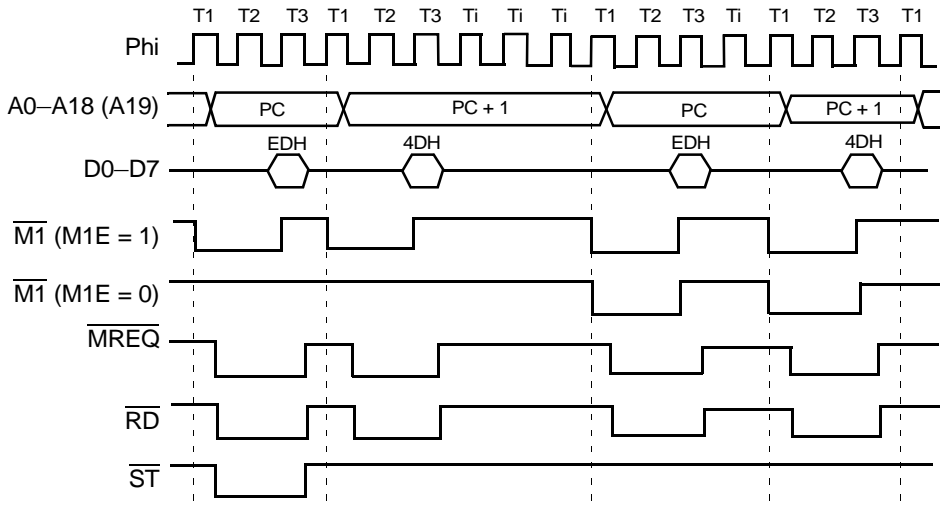 T1 T2 T3 T1 T2 T3 Ti Ti Ti T1 T2 T3 Ti T1 T2 T3 T1
Phi
A0–A18 (A19) PC PC + 1 PC PC + 1
EDH 4DH EDH 4DH
D0–D7
M1 (M1E = 1)
M1 (M1E = 0)
MREQ
RD
ST